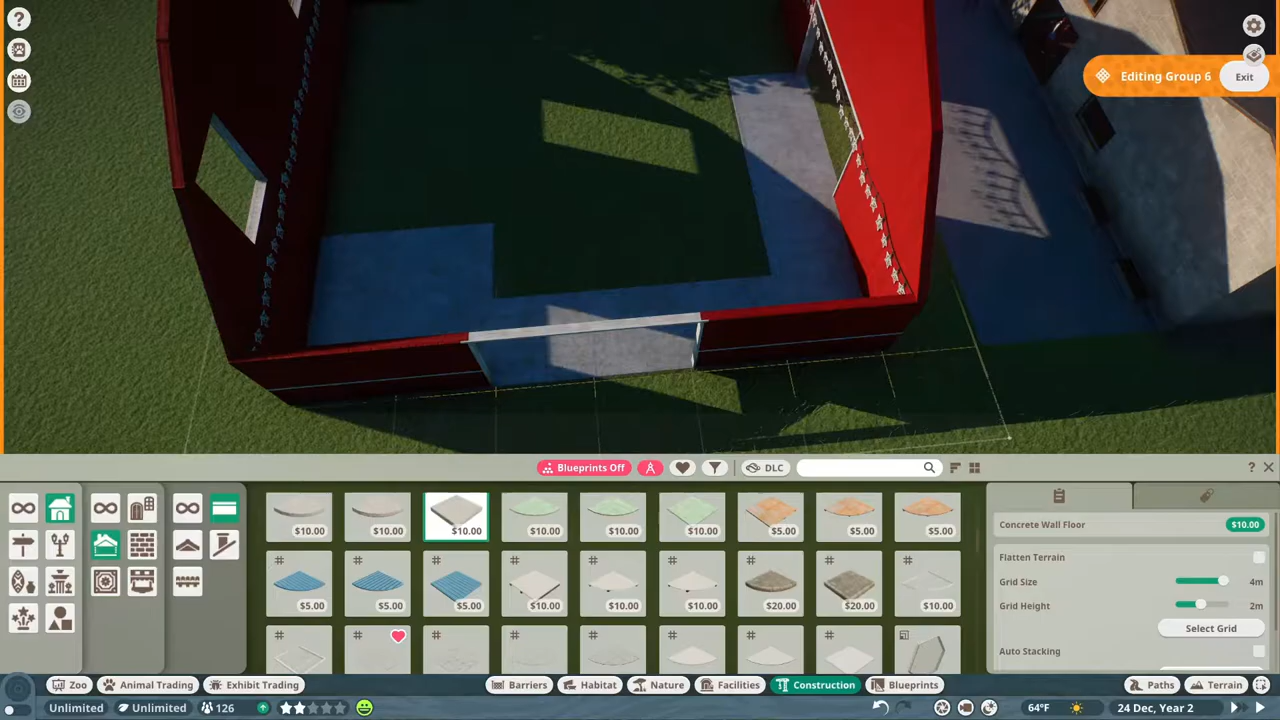 ?
Editing Group 6 Exit
Blueprints Off DLC
? 
$10.00 $10.00 $10.00 $10.00 $10.00 $10.00 $5.00 $5.00 $5.00
$5.00 $5.00 $5.00 $10.00 $10.00 $10.00 $20.00 $20.00 $10.00
Concrete Wall Floor $10.00
Flatten Terrain
Grid Size 4m
Grid Height 2m
Select Grid
Auto Stacking
Zoo Animal Trading Exhibit Trading Barriers Habitat Nature Facilities Construction Blueprints Paths Terrain
Unlimited Unlimited 126 64°F 24 Dec, Year 2